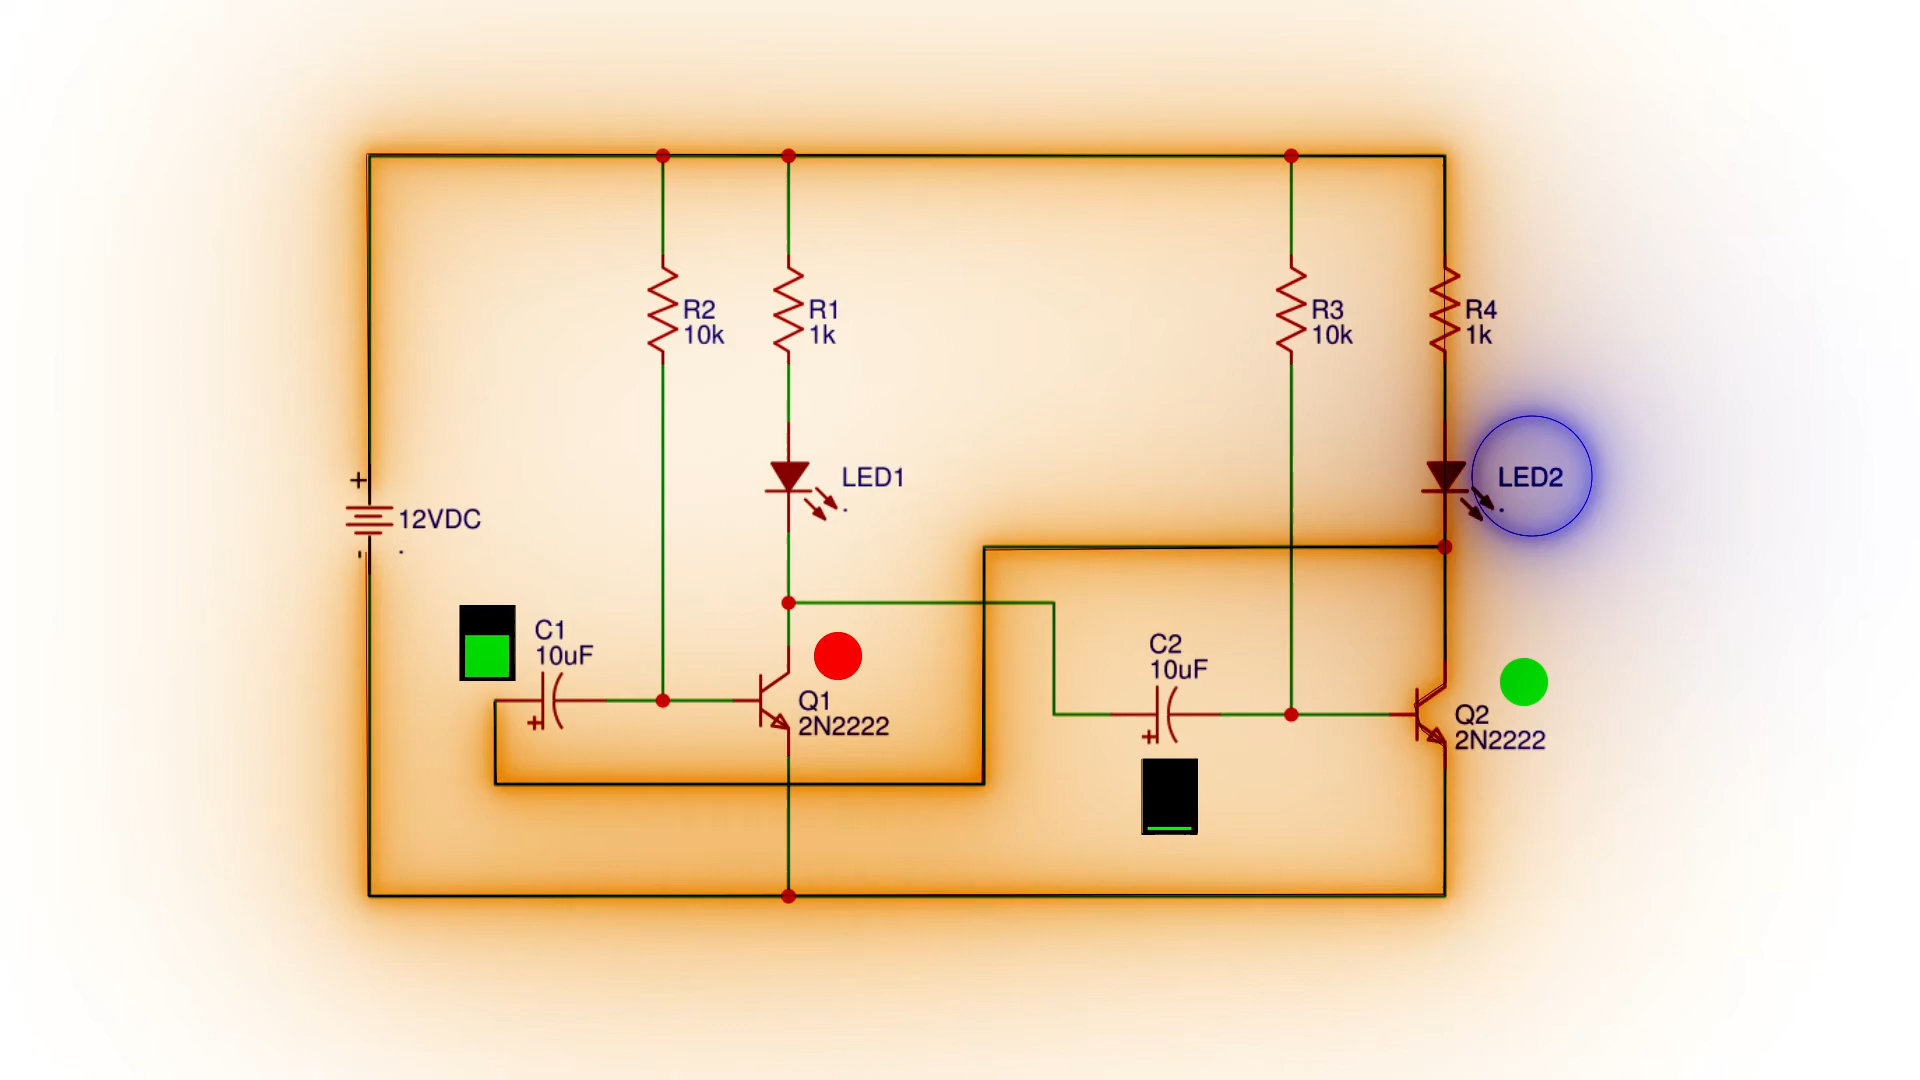 R2
10k
R1
1k
R3
10k
R4
1k
LED1
LED2
+
12VDC
-
C1
10uF
+
Q1
2N2222
C2
10uF
+
Q2
2N2222